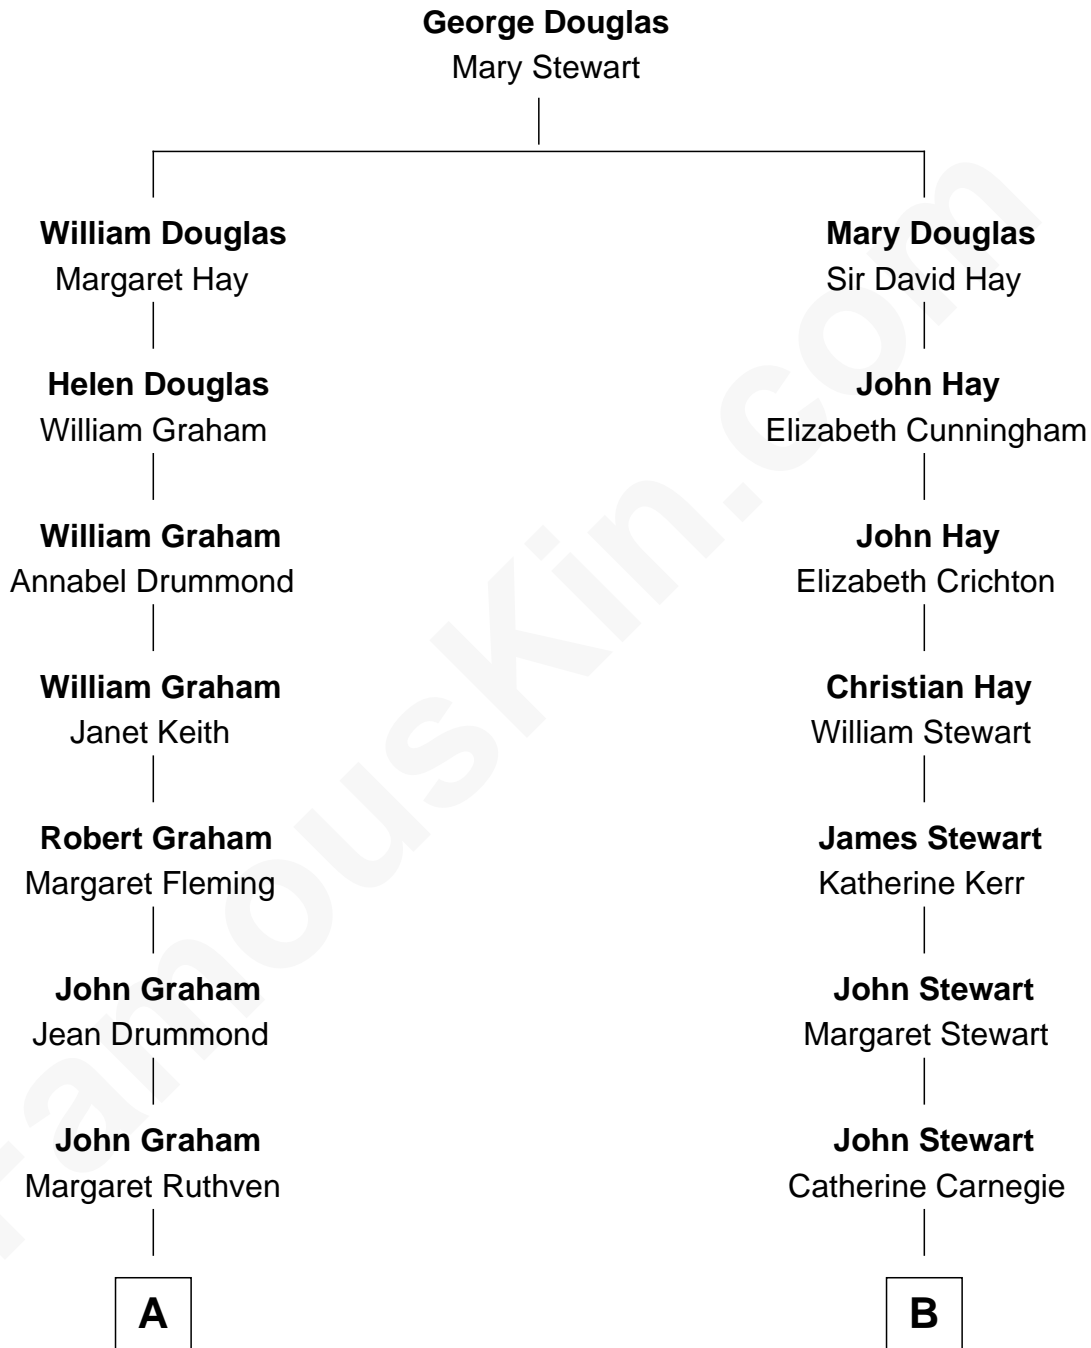 George Douglas
Mary Stewart
William Douglas
Margaret Hay
Mary Douglas
Sir David Hay
Helen Douglas
William Graham
John Hay
Elizabeth Cunningham
William Graham
Annabel Drummond
John Hay
Elizabeth Crichton
William Graham
Janet Keith
Christian Hay
William Stewart
Robert Graham
Margaret Fleming
James Stewart
Katherine Kerr
John Graham
Jean Drummond
John Stewart
Margaret Stewart
John Graham
Margaret Ruthven
John Stewart
Catherine Carnegie
A
B
FamousKin.com